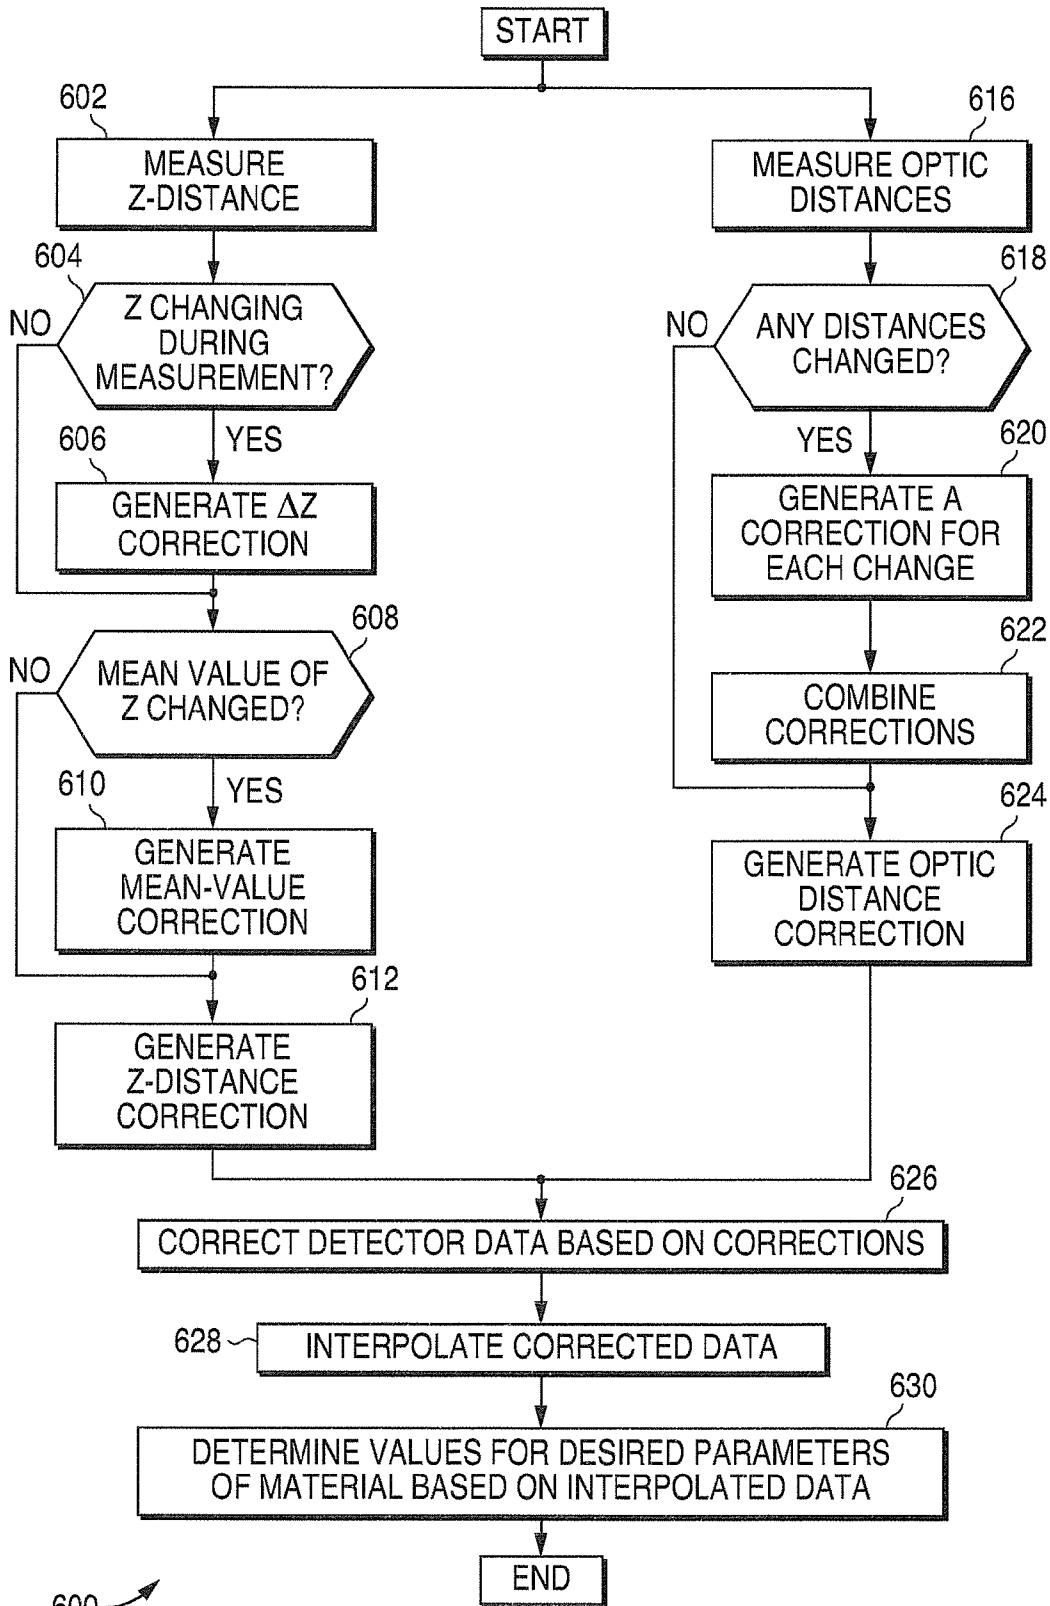 START
602
MEASURE
Z-DISTANCE
604
NO
Z CHANGING
DURING
MEASUREMENT?
YES
606
GENERATE ΔZ
CORRECTION
608
NO
MEAN VALUE OF
Z CHANGED?
YES
610
GENERATE
MEAN-VALUE
CORRECTION
612
GENERATE
Z-DISTANCE
CORRECTION
616
MEASURE OPTIC
DISTANCES
618
NO
ANY DISTANCES
CHANGED?
YES
620
GENERATE A
CORRECTION FOR
EACH CHANGE
622
COMBINE
CORRECTIONS
624
GENERATE OPTIC
DISTANCE
CORRECTION
626
CORRECT DETECTOR DATA BASED ON CORRECTIONS
628
INTERPOLATE CORRECTED DATA
630
DETERMINE VALUES FOR DESIRED PARAMETERS
OF MATERIAL BASED ON INTERPOLATED DATA
END
600